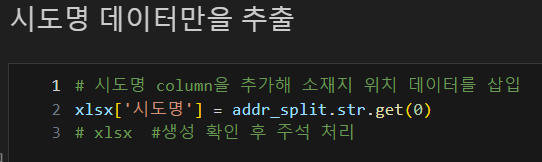 시도명 데이터만을 추출
1 # 시도명 column을 추가해 소재지 위치 데이터를 삽입
2 xlsx['시도명'] = addr_split.str.get(0)
3 # xlsx  #생성 확인 후 주석 처리